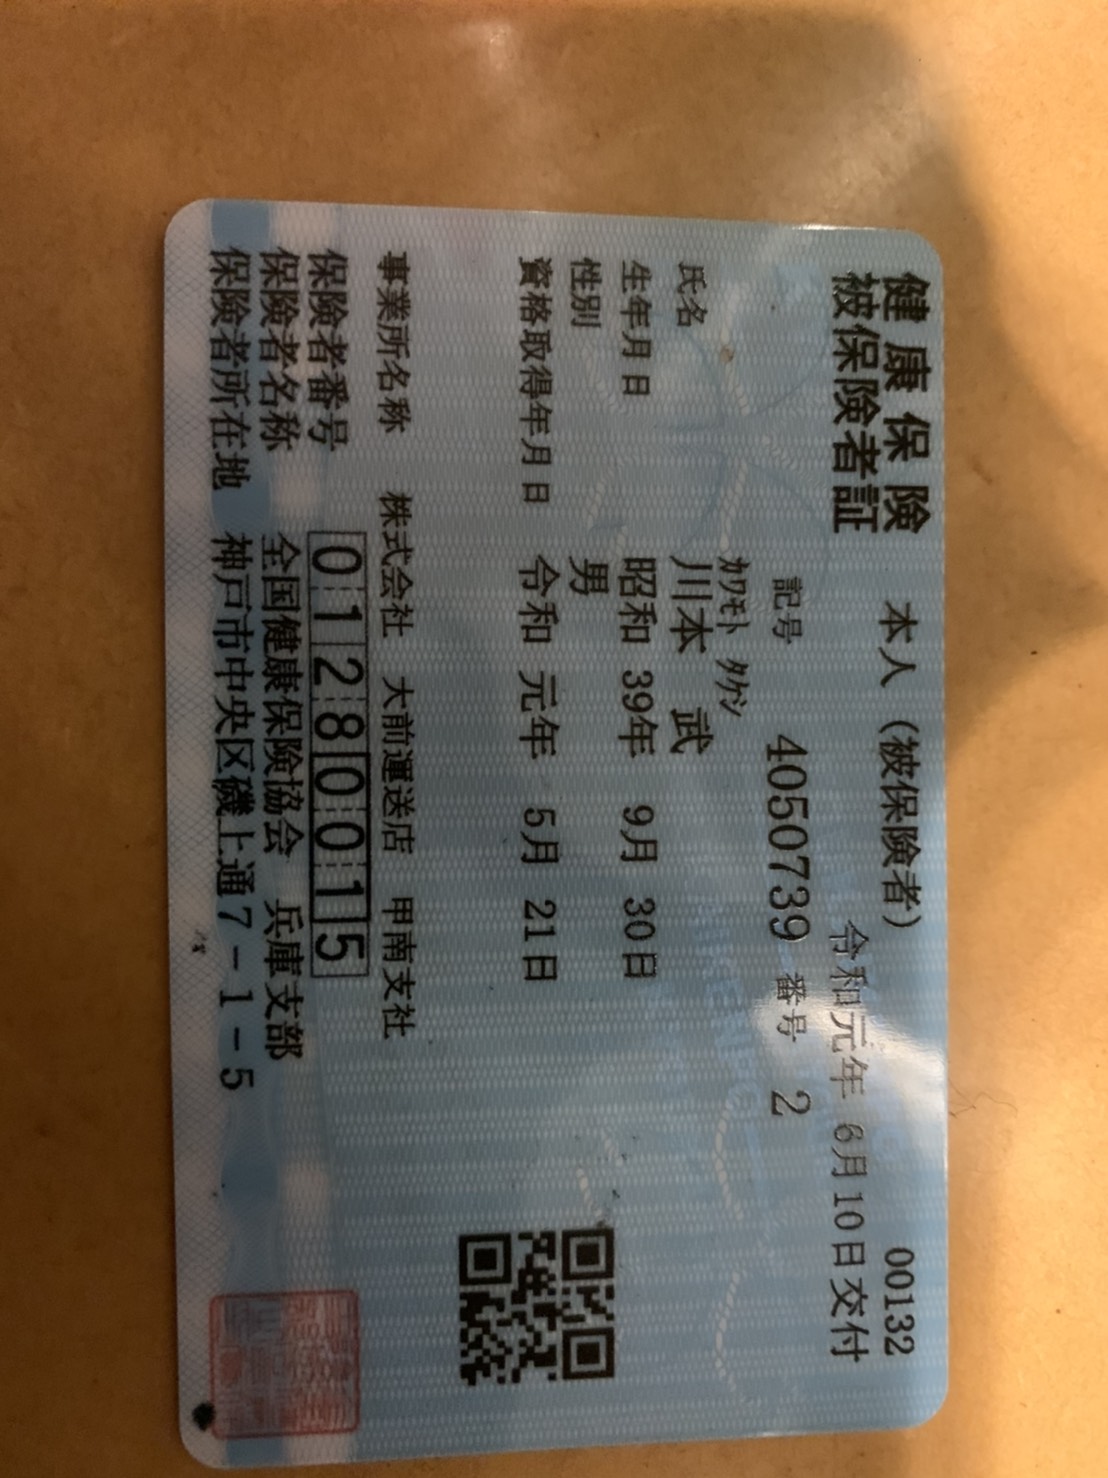 健康保険
被保険者証
本人（被保険者）
00132
令和元年 6月10日交付
記号 4050739 番号 2
ｶﾜﾓﾄ ﾀｹｼ
氏名 川本 武
生年月日 昭和 39年 9月 30日
性別 男
資格取得年月日 令和 元年 5月 21日
事業所名称 株式会社 大前運送店 甲南支社
保険者番号 01280015
保険者名称 全国健康保険協会 兵庫支部
保険者所在地 神戸市中央区磯上通7-1-5